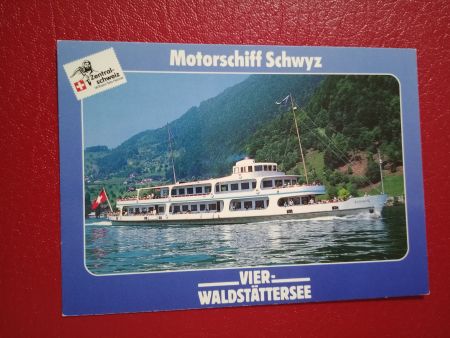 Motorschiff Schwyz
Zentral-
schweiz
VIER-
WALDSTÄTTERSEE